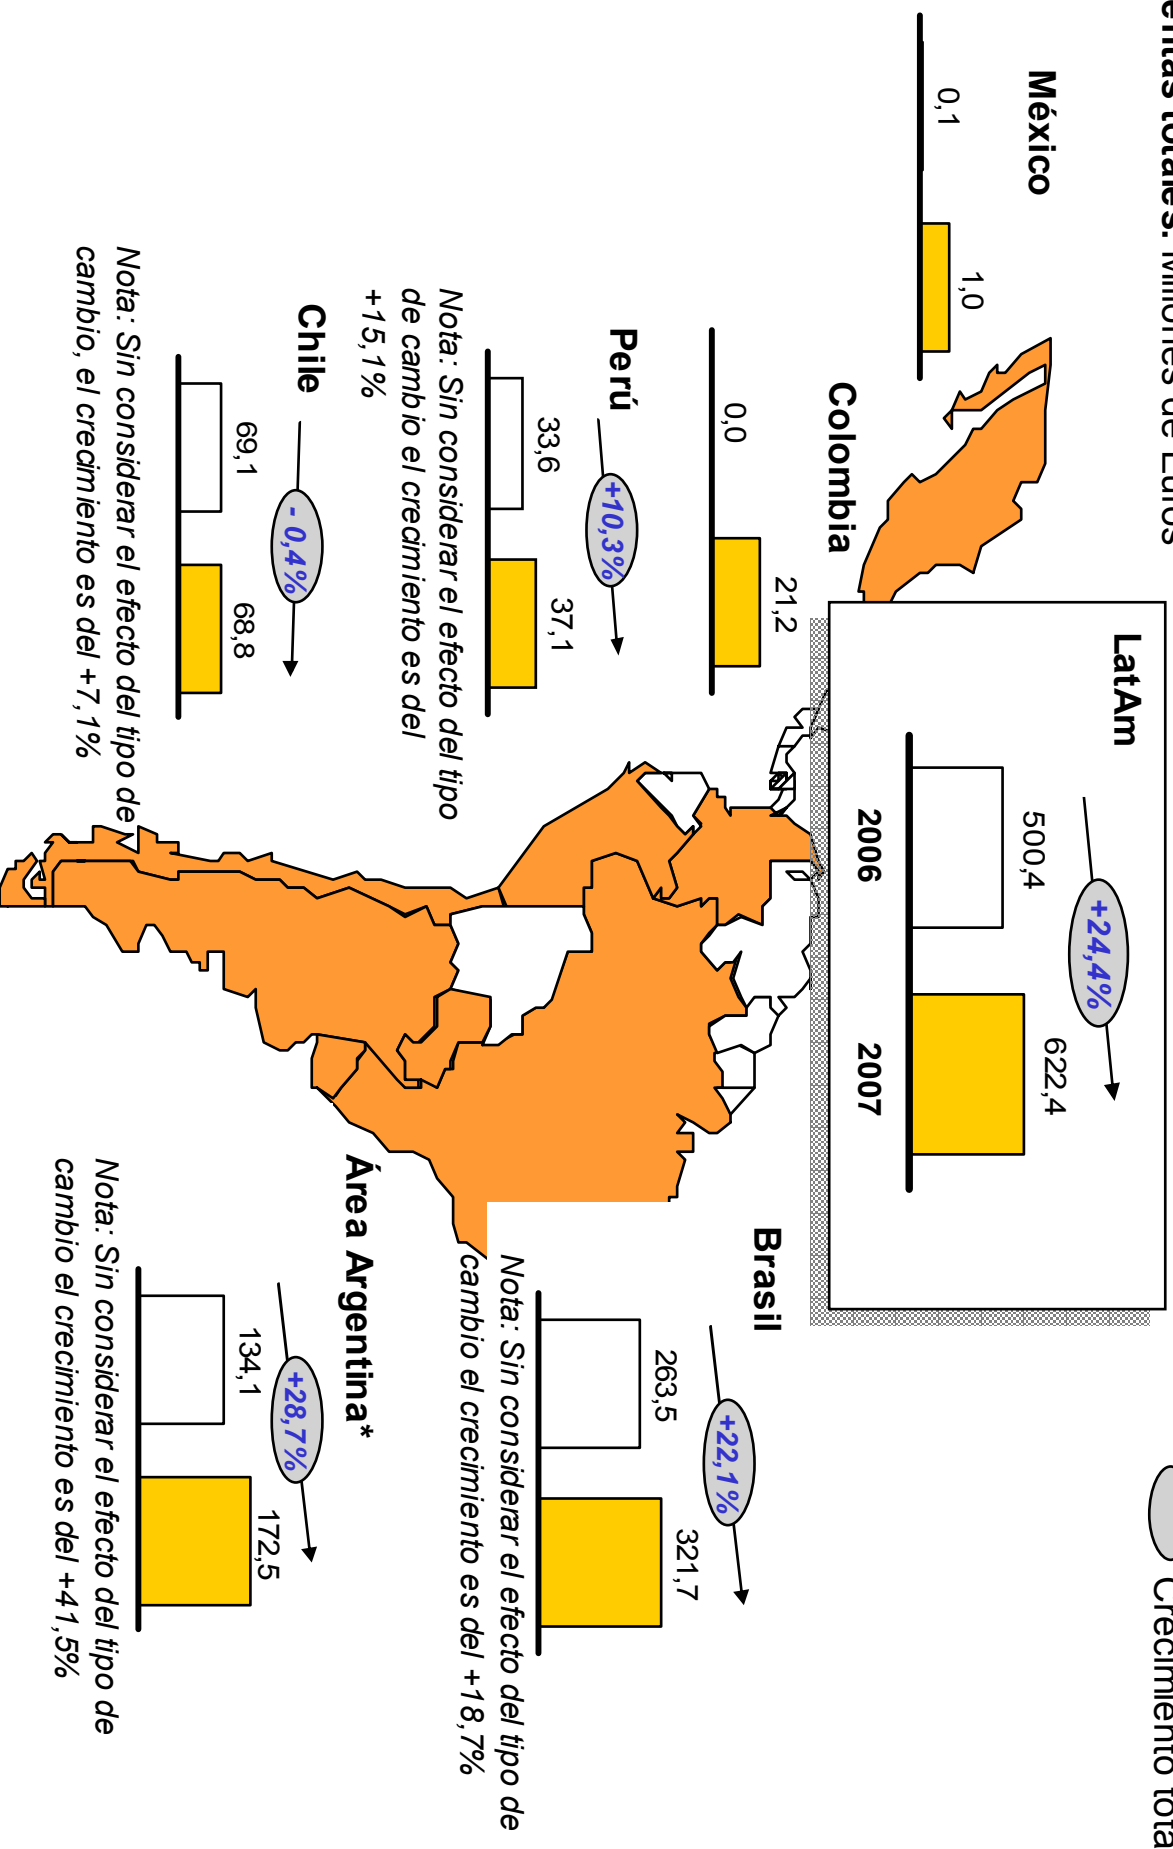 entas totales. Millones de Euros
Crecimiento tota
LatAm
+24,4%
500,4
622,4
2006
2007
México
0,1
1,0
Colombia
0,0
21,2
Perú
+10,3%
33,6
37,1
Nota: Sin considerar el efecto del tipo
de cambio el crecimiento es del
+15,1%
Chile
- 0,4%
69,1
68,8
Nota: Sin considerar el efecto del tipo de
cambio, el crecimiento es del +7,1%
Brasil
+22,1%
263,5
321,7
Nota: Sin considerar el efecto del tipo de
cambio el crecimiento es del +18,7%
Área Argentina*
+28,7%
134,1
172,5
Nota: Sin considerar el efecto del tipo de
cambio el crecimiento es del +41,5%